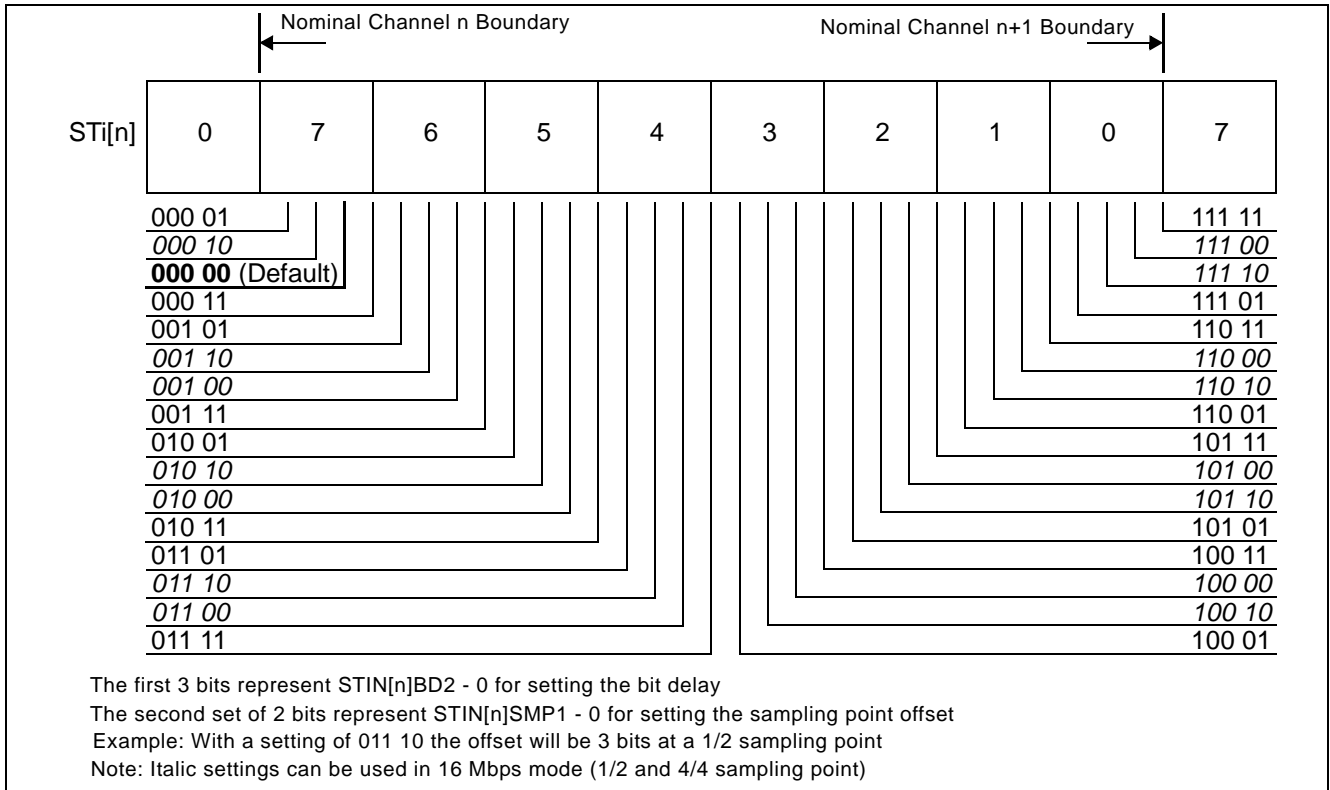 Nominal Channel n Boundary
Nominal Channel n+1 Boundary
STi[n] 0 7 6 5 4 3 2 1 0 7
000 01 111 11
000 10 111 00
000 00 (Default) 111 10
000 11 111 01
001 01 110 11
001 10 110 00
001 00 110 10
001 11 110 01
010 01 101 11
010 10 101 00
010 00 101 10
010 11 101 01
011 01 100 11
011 10 100 00
011 00 100 10
011 11 100 01
The first 3 bits represent STIN[n]BD2 - 0 for setting the bit delay
The second set of 2 bits represent STIN[n]SMP1 - 0 for setting the sampling point offset
Example: With a setting of 011 10 the offset will be 3 bits at a 1/2 sampling point
Note: Italic settings can be used in 16 Mbps mode (1/2 and 4/4 sampling point)